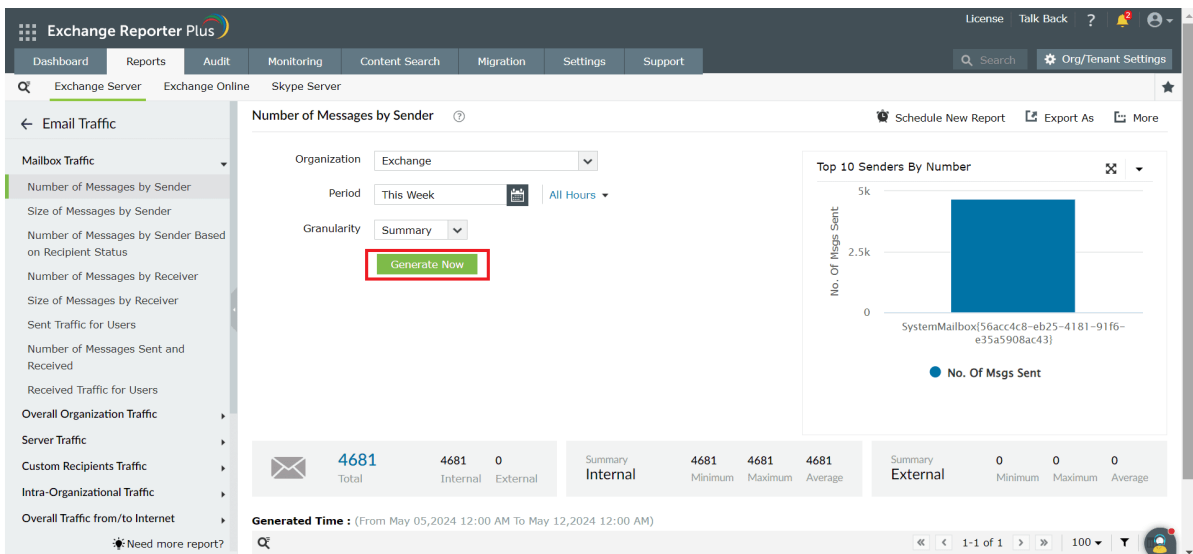 Exchange Reporter Plus
License Talk Back ? 2
Dashboard Reports Audit Monitoring Content Search Migration Settings Support
Search Org/Tenant Settings
Exchange Server Exchange Online Skype Server
← Email Traffic
Mailbox Traffic
Number of Messages by Sender
Size of Messages by Sender
Number of Messages by Sender Based
on Recipient Status
Number of Messages by Receiver
Size of Messages by Receiver
Sent Traffic for Users
Number of Messages Sent and
Received
Received Traffic for Users
Overall Organization Traffic
Server Traffic
Custom Recipients Traffic
Intra-Organizational Traffic
Overall Traffic from/to Internet
Need more report?
Number of Messages by Sender ?
Schedule New Report Export As More
Organization Exchange
Period This Week All Hours
Granularity Summary
Generate Now
Top 10 Senders By Number
No. Of Msgs Sent
5k
2.5k
0
SystemMailbox{56acc4c8-eb25-4181-91f6-
e35a5908ac43}
No. Of Msgs Sent
4681 4681 0
Total Internal External
Summary 4681 4681 4681
Internal Minimum Maximum Average
Summary 0 0 0
External Minimum Maximum Average
Generated Time : (From May 05,2024 12:00 AM To May 12,2024 12:00 AM)
« < 1-1 of 1 > » 100